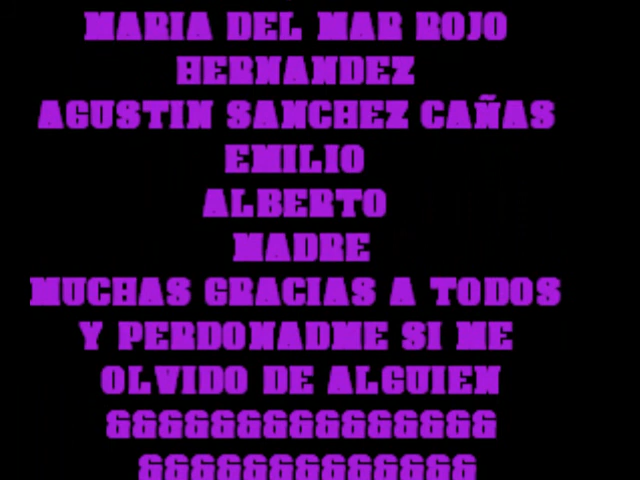 MARIA DEL MAR ROJO
HERNANDEZ
AGUSTIN SANCHEZ CAÑAS
EMILIO
ALBERTO
MADRE
MUCHAS GRACIAS A TODOS
Y PERDONADME SI ME
OLVIDO DE ALGUIEN
&&&&&&&&&&&&&&&
&&&&&&&&&&&&&